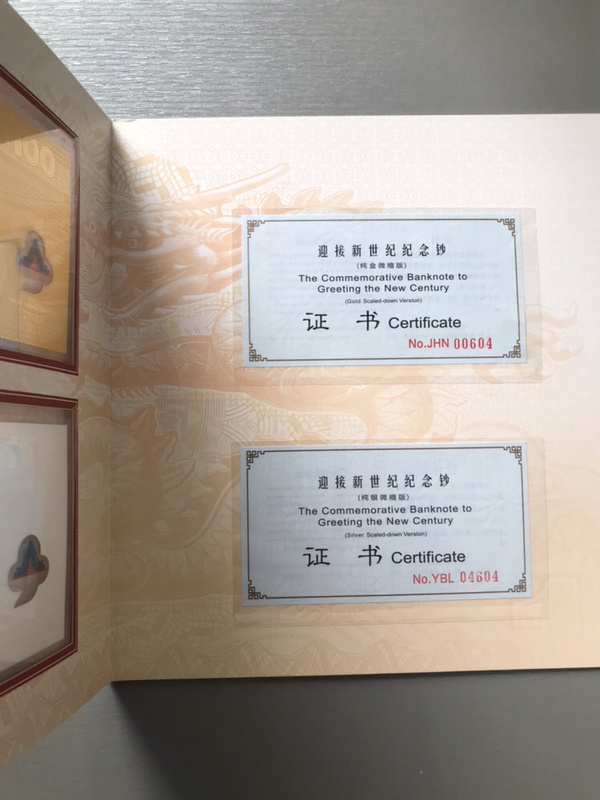 100
迎接新世纪纪念钞
(纯金微缩版)
The Commemorative Banknote to
Greeting the New Century
(Gold Scaled-down Version)
证 书 Certificate
No.JHN 00604
迎接新世纪纪念钞
(纯银微缩版)
The Commemorative Banknote to
Greeting the New Century
(Silver Scaled-down Version)
证 书 Certificate
No.YBL 04604